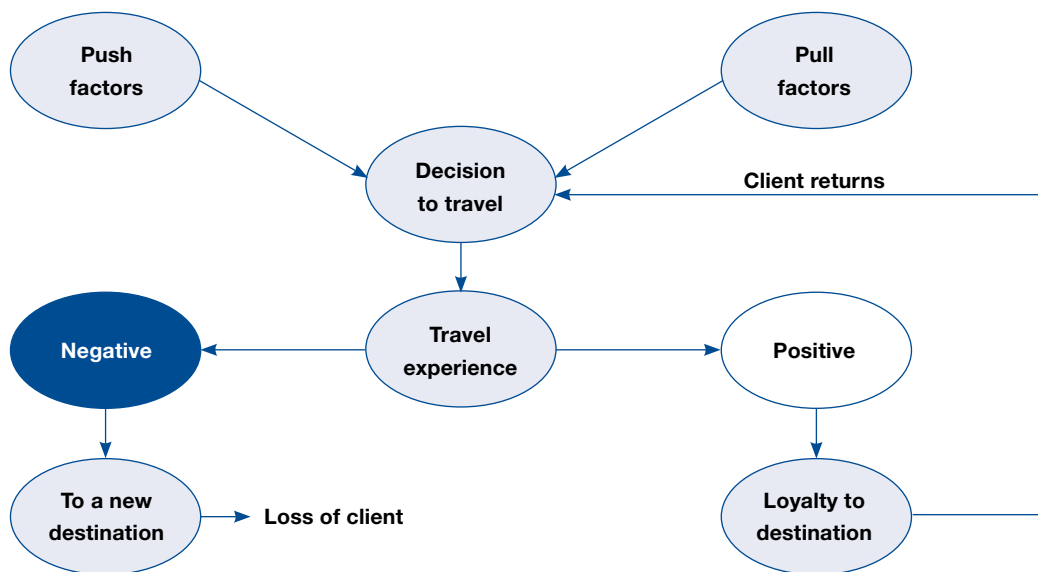 Push
factors
Pull
factors
Decision
to travel
Client returns
Negative
Travel
experience
Positive
To a new
destination
Loss of client
Loyalty to
destination